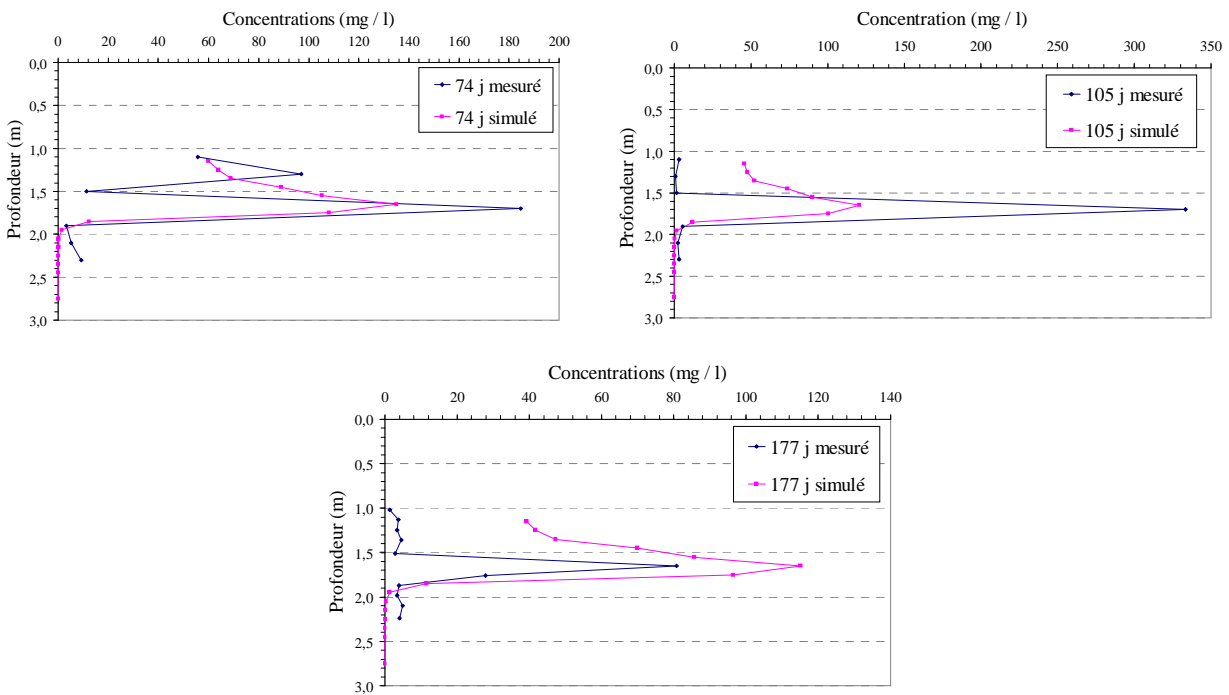 Concentrations (mg / l)
0 20 40 60 80 100 120 140 160 180 200
0,0
0,5
1,0
1,5
2,0
2,5
3,0
Profondeur (m)
74 j mesuré
74 j simulé
Concentration (mg / l)
0 50 100 150 200 250 300 350
0,0
0,5
1,0
1,5
2,0
2,5
3,0
Profondeur (m)
105 j mesuré
105 j simulé
Concentrations (mg / l)
0 20 40 60 80 100 120 140
0,0
0,5
1,0
1,5
2,0
2,5
3,0
Profondeur (m)
177 j mesuré
177 j simulé